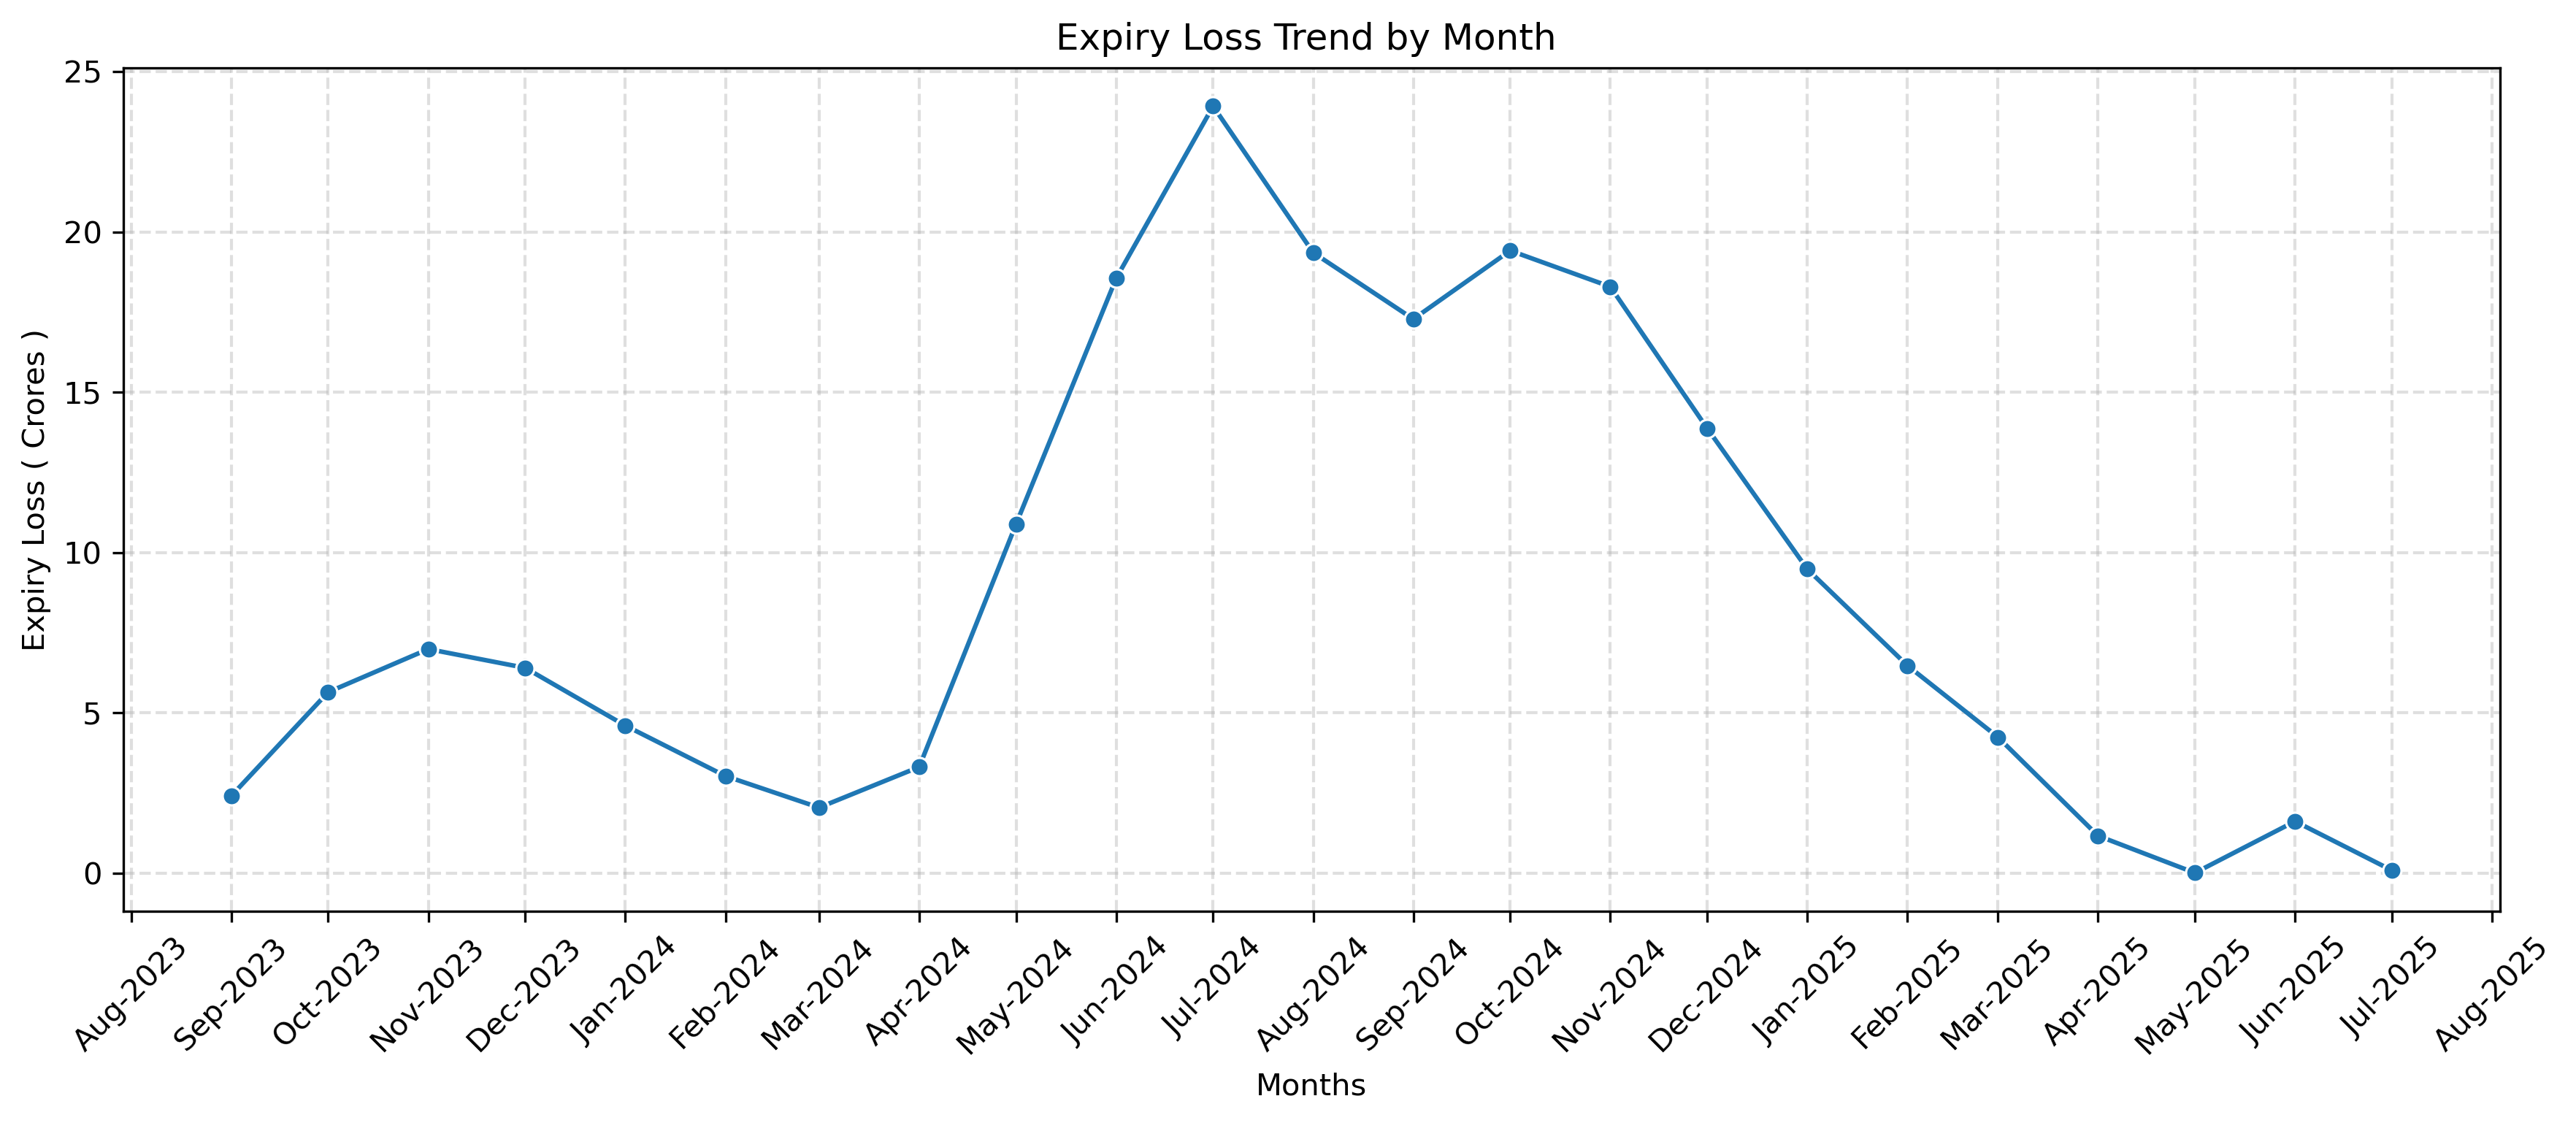 Expiry Loss Trend by Month
Expiry Loss ( Crores )
25
20
15
10
5
0
Aug-2023
Sep-2023
Oct-2023
Nov-2023
Dec-2023
Jan-2024
Feb-2024
Mar-2024
Apr-2024
May-2024
Jun-2024
Jul-2024
Aug-2024
Sep-2024
Oct-2024
Nov-2024
Dec-2024
Jan-2025
Feb-2025
Mar-2025
Apr-2025
May-2025
Jun-2025
Jul-2025
Aug-2025
Months